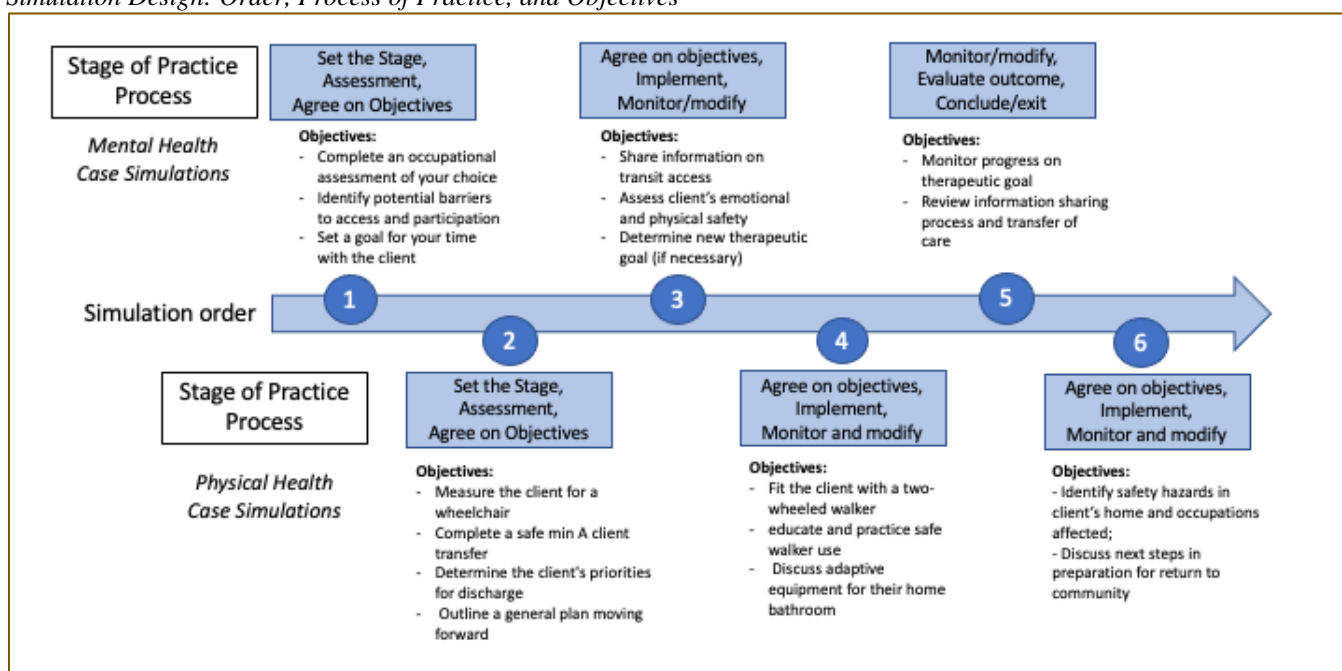 Simulation Design: Order, Process of Practice, and Objectives
Stage of Practice
Process
Mental Health
Case Simulations
Set the Stage,
Assessment,
Agree on Objectives
Objectives:
- Complete an occupational
assessment of your choice
- Identify potential barriers
to access and participation
- Set a goal for your time
with the client
Agree on objectives,
Implement,
Monitor/modify
Objectives:
- Share information on
transit access
- Assess client's emotional
and physical safety
- Determine new therapeutic
goal (if necessary)
Monitor/modify,
Evaluate outcome,
Conclude/exit
Objectives:
- Monitor progress on
therapeutic goal
- Review information sharing
process and transfer of
care
Simulation order
1
2
3
4
5
6
Stage of Practice
Process
Physical Health
Case Simulations
Set the Stage,
Assessment,
Agree on Objectives
Objectives:
- Measure the client for a
wheelchair
- Complete a safe min A client
transfer
- Determine the client's priorities
for discharge
- Outline a general plan moving
forward
Agree on objectives,
Implement,
Monitor and modify
Objectives:
- Fit the client with a two-
wheeled walker
- educate and practice safe
walker use
- Discuss adaptive
equipment for their home
bathroom
Agree on objectives,
Implement,
Monitor and modify
Objectives:
- Identify safety hazards in
client's home and occupations
affected;
- Discuss next steps in
preparation for return to
community